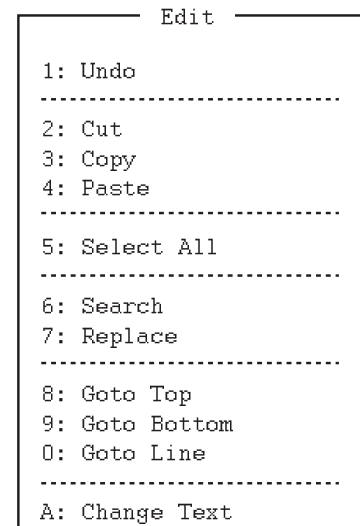 Edit
1: Undo
2: Cut
3: Copy
4: Paste
5: Select All
6: Search
7: Replace
8: Goto Top
9: Goto Bottom
0: Goto Line
A: Change Text